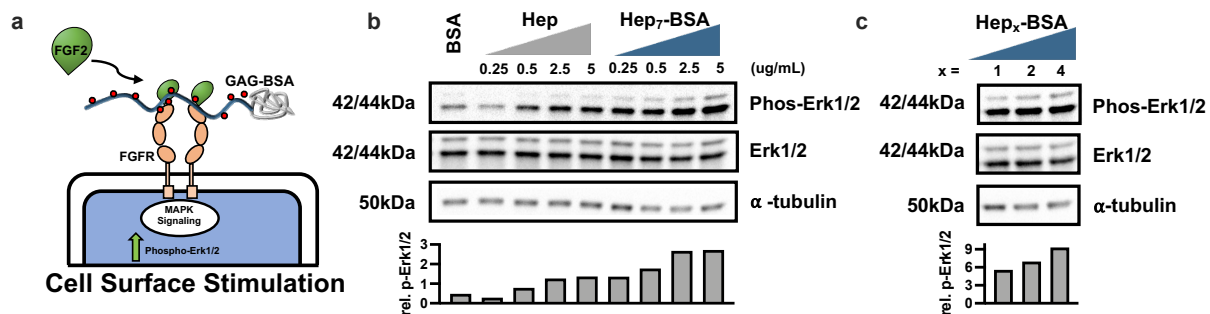 a
FGF2
GAG-BSA
FGFR
MAPK
Signaling
Phospho-Erk1/2
Cell Surface Stimulation
b
BSA
Hep
Hep₇-BSA
0.25 0.5 2.5 5 0.25 0.5 2.5 5 (ug/mL)
42/44kDa Phos-Erk1/2
42/44kDa Erk1/2
50kDa α -tubulin
rel. p-Erk1/2
3
2
1
0
c
Hepₓ-BSA
x = 1 2 4
42/44kDa Phos-Erk1/2
42/44kDa Erk1/2
50kDa α-tubulin
rel. p-Erk1/2
9
6
3
0